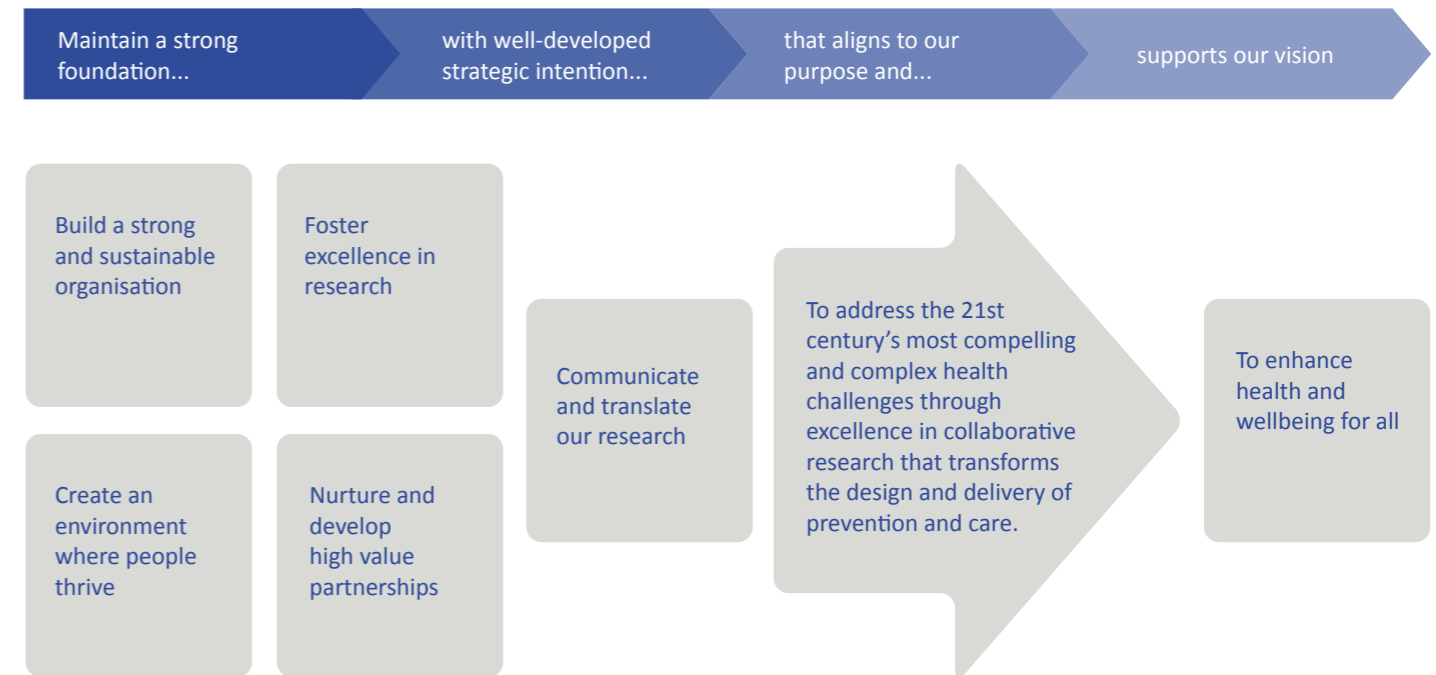 Maintain a strong
foundation...
with well-developed
strategic intention...
that aligns to our
purpose and...
supports our vision
Build a strong
and sustainable
organisation
Foster
excellence in
research
Create an
environment
where people
thrive
Nurture and
develop
high value
partnerships
Communicate
and translate
our research
To address the 21st
century’s most compelling
and complex health
challenges through
excellence in collaborative
research that transforms
the design and delivery of
prevention and care.
To enhance
health and
wellbeing for all